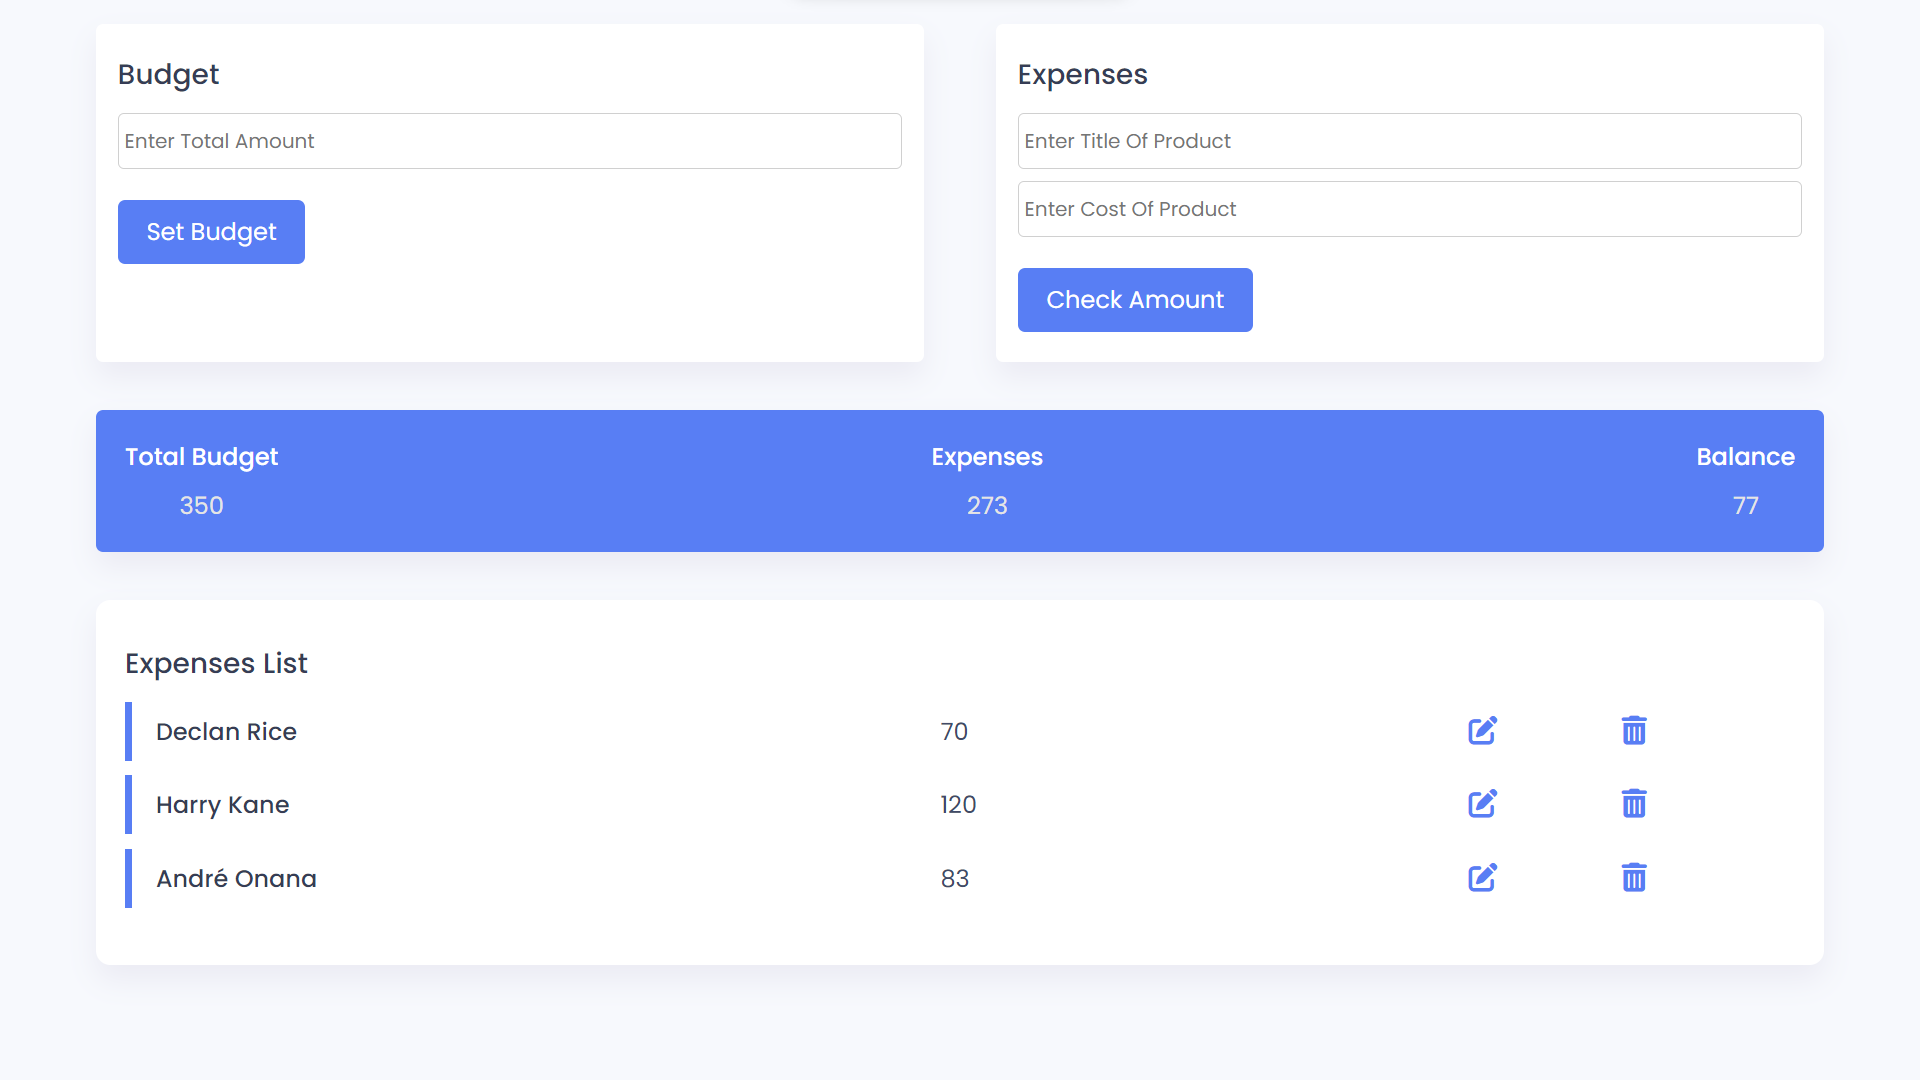 Budget
Enter Total Amount
Set Budget
Expenses
Enter Title Of Product
Enter Cost Of Product
Check Amount
Total Budget Expenses Balance
350 273 77
Expenses List
Declan Rice 70
Harry Kane 120
André Onana 83